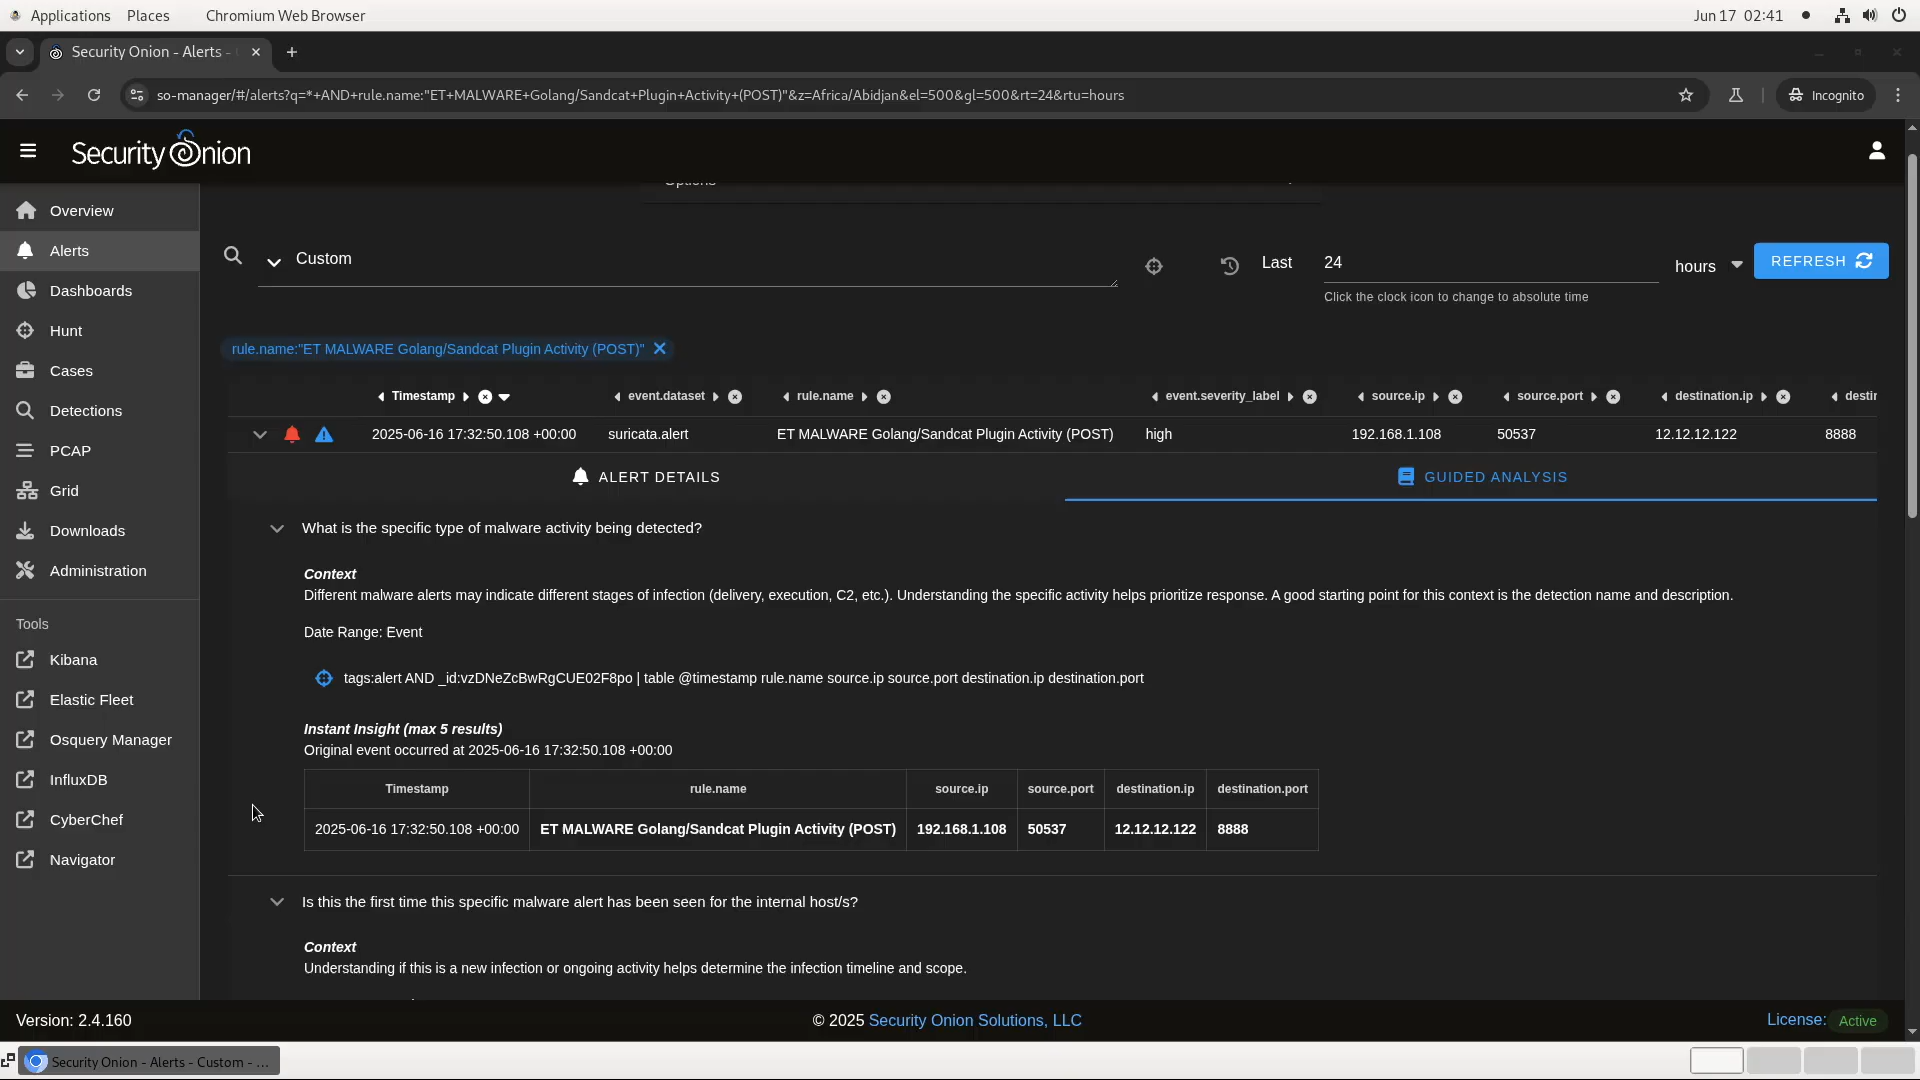 Applications Places Chromium Web Browser Jun 17 02:41
Security Onion - Alerts -
so-manager/#/alerts?q=*+AND+rule.name:"ET+MALWARE+Golang/Sandcat+Plugin+Activity+(POST)"&z=Africa/Abidjan&el=500&gl=500&rt=24&rtu=hours Incognito
Security Onion
Options
Overview
Alerts
Dashboards
Hunt
Cases
Detections
PCAP
Grid
Downloads
Administration
Tools
Kibana
Elastic Fleet
Osquery Manager
InfluxDB
CyberChef
Navigator
Custom Last 24 hours REFRESH
Click the clock icon to change to absolute time
rule.name:"ET MALWARE Golang/Sandcat Plugin Activity (POST)"
Timestamp event.dataset rule.name event.severity_label source.ip source.port destination.ip destir
2025-06-16 17:32:50.108 +00:00 suricata.alert ET MALWARE Golang/Sandcat Plugin Activity (POST) high 192.168.1.108 50537 12.12.12.122 8888
ALERT DETAILS GUIDED ANALYSIS
What is the specific type of malware activity being detected?
Context
Different malware alerts may indicate different stages of infection (delivery, execution, C2, etc.). Understanding the specific activity helps prioritize response. A good starting point for this context is the detection name and description.
Date Range: Event
tags:alert AND _id:vzDNeZcBwRgCUE02F8po | table @timestamp rule.name source.ip source.port destination.ip destination.port
Instant Insight (max 5 results)
Original event occurred at 2025-06-16 17:32:50.108 +00:00
Timestamp rule.name source.ip source.port destination.ip destination.port
2025-06-16 17:32:50.108 +00:00 ET MALWARE Golang/Sandcat Plugin Activity (POST) 192.168.1.108 50537 12.12.12.122 8888
Is this the first time this specific malware alert has been seen for the internal host/s?
Context
Understanding if this is a new infection or ongoing activity helps determine the infection timeline and scope.
Version: 2.4.160 © 2025 Security Onion Solutions, LLC License: Active
Security Onion - Alerts - Custom - ...